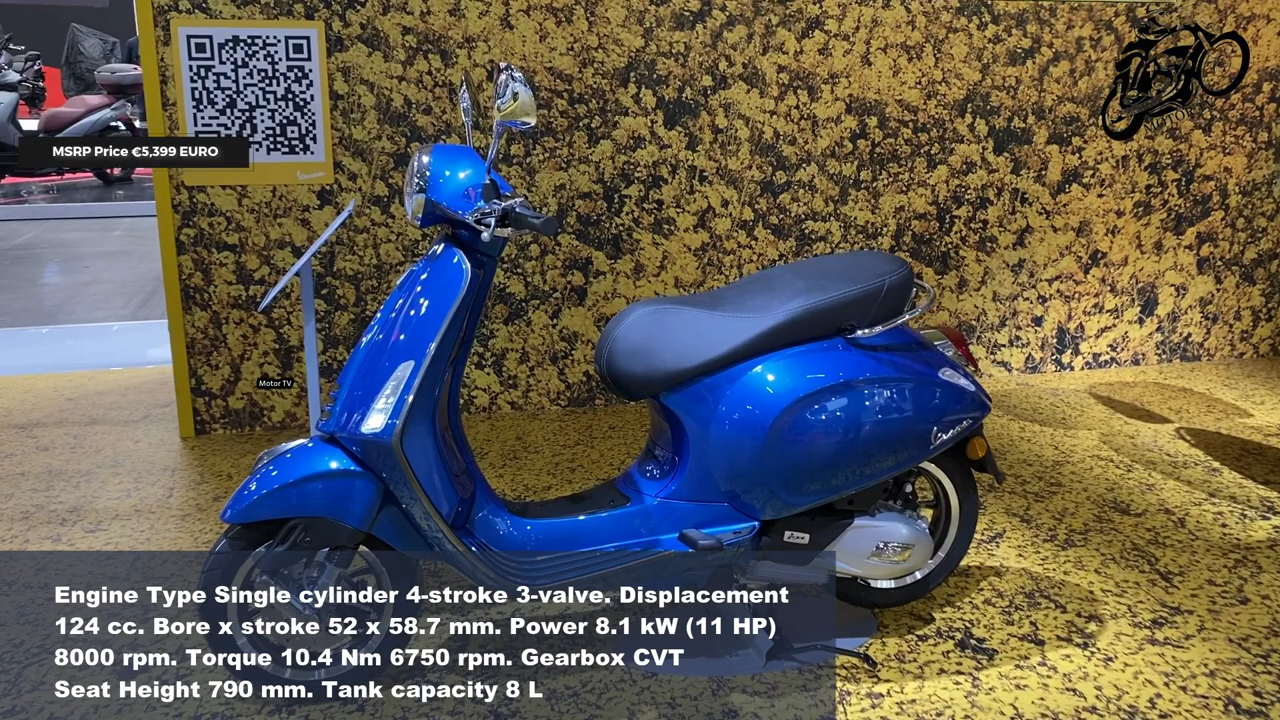 MSRP Price €5,399 EURO
MOTOR
Motor TV
Vespa
Engine Type Single cylinder 4-stroke 3-valve. Displacement
124 cc. Bore x stroke 52 x 58.7 mm. Power 8.1 kW (11 HP)
8000 rpm. Torque 10.4 Nm 6750 rpm. Gearbox CVT
Seat Height 790 mm. Tank capacity 8 L